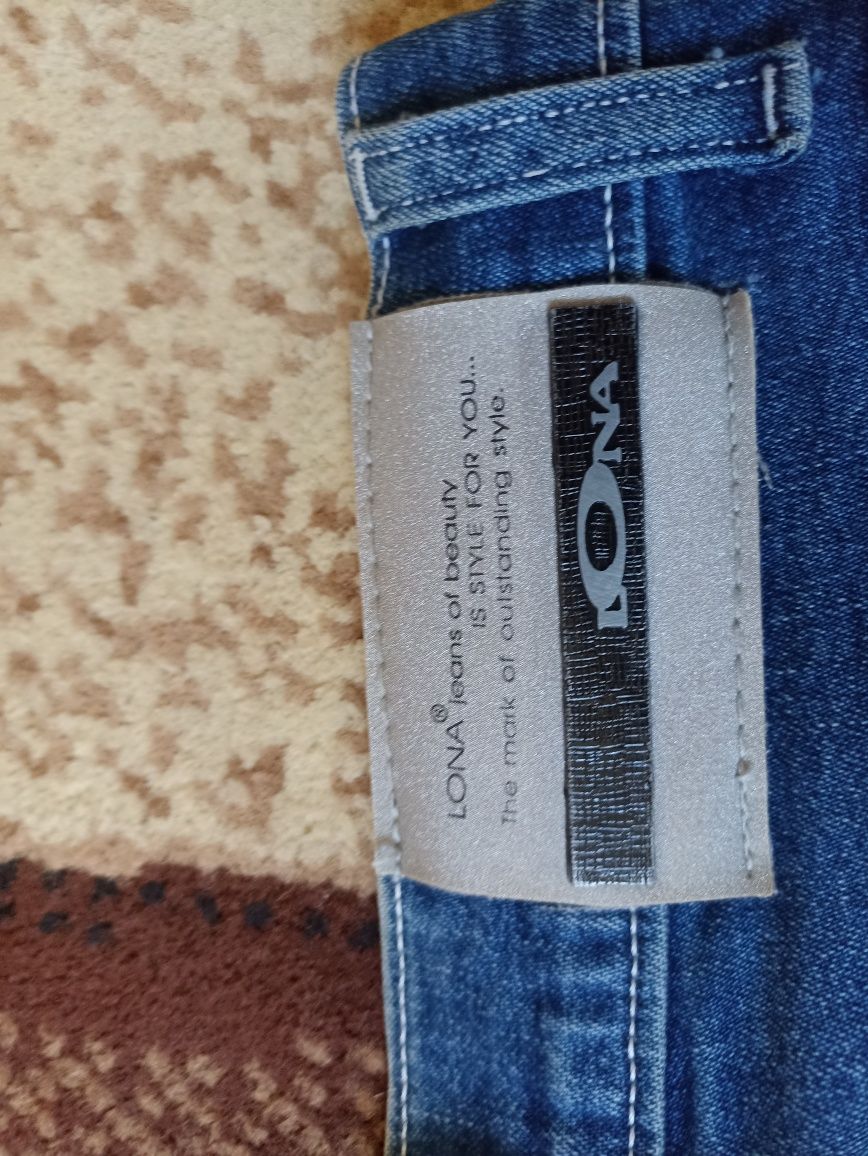 LONA® jeans of beauty
IS STYLE FOR YOU...
The mark of outstanding style.
LONA